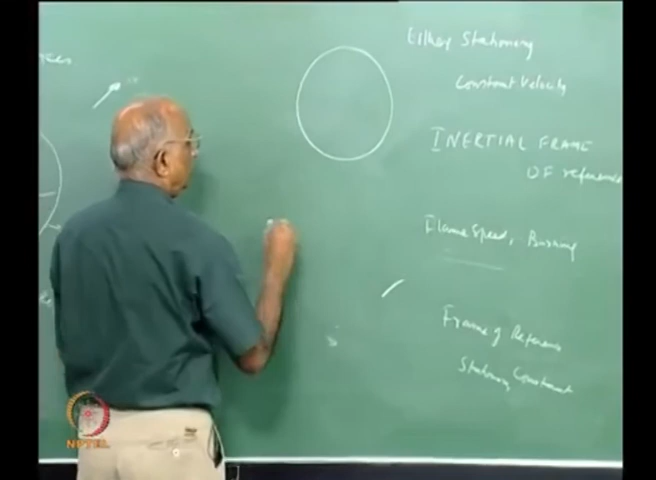 Either Stationary
Constant Velocity
INERTIAL FRAME
OF reference
Flame Speed, Burning
Frame of Reference
Stationary Constant
NPTEL